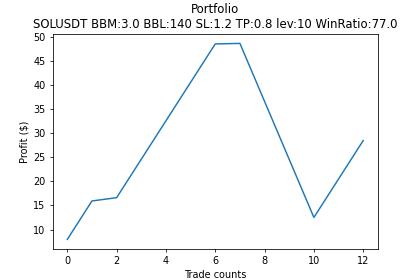 Portfolio
SOLUSDT BBM:3.0 BBL:140 SL:1.2 TP:0.8 lev:10 WinRatio:77.0
50
45
40
35
30
25
20
15
10
Profit ($)
0 2 4 6 8 10 12
Trade counts